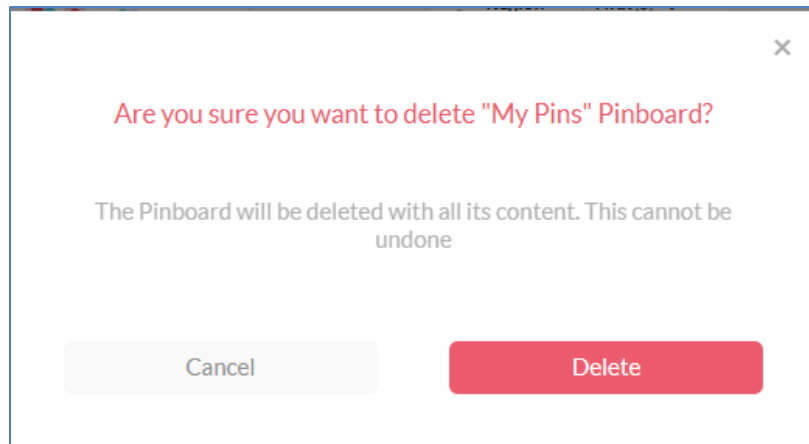 ×
Are you sure you want to delete "My Pins" Pinboard?
The Pinboard will be deleted with all its content. This cannot be
undone
Cancel
Delete